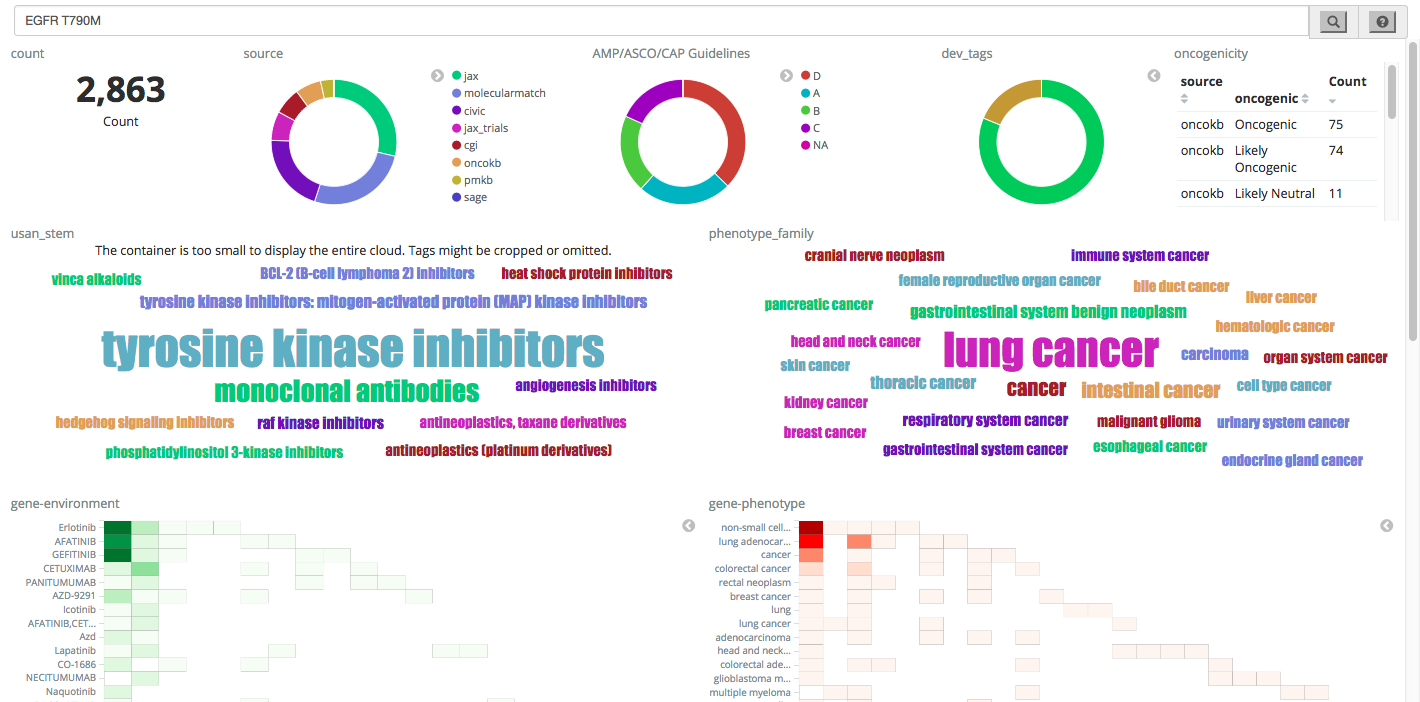 EGFR T790M
count
2,863
Count
source
jax
molecularmatch
civic
jax_trials
cgi
oncokb
pmkb
sage
AMP/ASCO/CAP Guidelines
D
A
B
C
NA
dev_tags
oncogenicity
source oncogenic Count
oncokb Oncogenic 75
oncokb Likely Oncogenic 74
oncokb Likely Neutral 11
usan_stem
The container is too small to display the entire cloud. Tags might be cropped or omitted.
vinca alkaloids
BCL-2 (B-cell lymphoma 2) inhibitors
heat shock protein inhibitors
tyrosine kinase inhibitors: mitogen-activated protein (MAP) kinase inhibitors
tyrosine kinase inhibitors
monoclonal antibodies
angiogenesis inhibitors
hedgehog signaling inhibitors
raf kinase inhibitors
antineoplastics, taxane derivatives
phosphatidylinositol 3-kinase inhibitors
antineoplastics (platinum derivatives)
phenotype_family
cranial nerve neoplasm
immune system cancer
female reproductive organ cancer
bile duct cancer
liver cancer
pancreatic cancer
gastrointestinal system benign neoplasm
hematologic cancer
head and neck cancer
lung cancer
carcinoma
organ system cancer
skin cancer
thoracic cancer
cancer
intestinal cancer
cell type cancer
kidney cancer
respiratory system cancer
malignant glioma
urinary system cancer
breast cancer
gastrointestinal system cancer
esophageal cancer
endocrine gland cancer
gene-environment
Erlotinib
AFATINIB
GEFITINIB
CETUXIMAB
PANITUMUMAB
AZD-9291
Icotinib
AFATINIB,CET...
Azd
Lapatinib
CO-1686
NECITUMUMAB
Naquotinib
gene-phenotype
non-small cell...
lung adenocar...
cancer
colorectal cancer
rectal neoplasm
breast cancer
lung
lung cancer
adenocarcinoma
head and neck...
colorectal ade...
glioblastoma m...
multiple myeloma